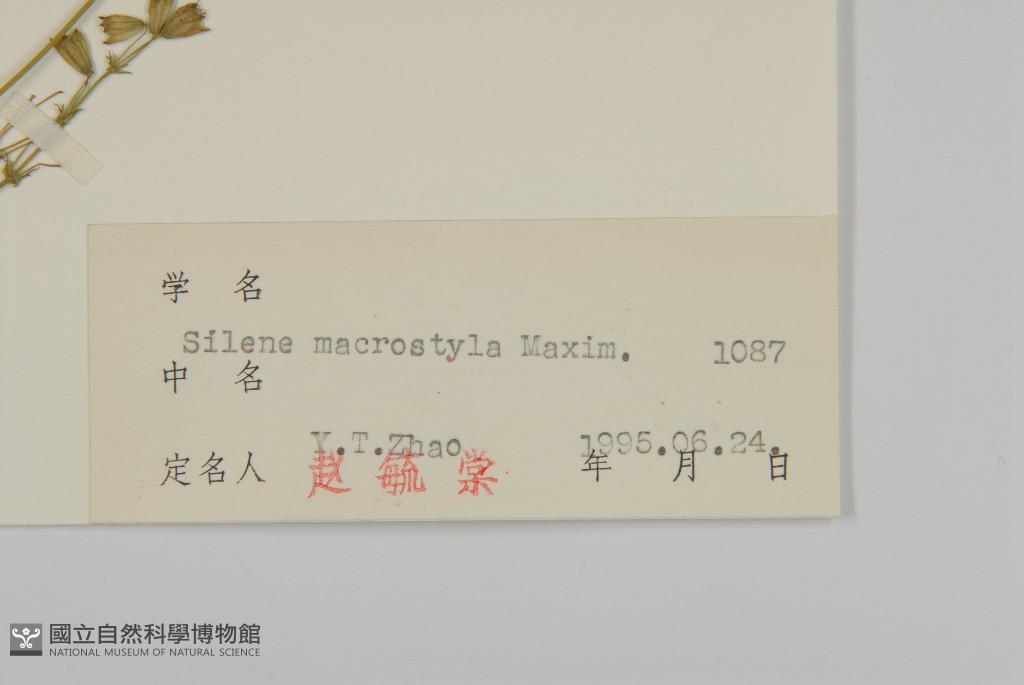 学 名
Silene macrostyla Maxim. 1087
中 名
Y.T.Zhao 1995.06.24.
定名人 赵 毓 棠 年 月 日
國立自然科學博物館
NATIONAL MUSEUM OF NATURAL SCIENCE